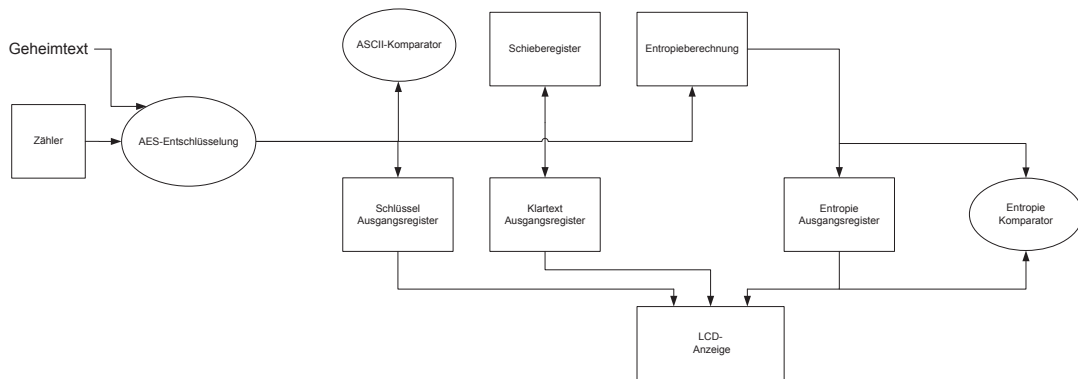 Geheimtext
ASCII-Komparator
Schieberegister
Entropieberechnung
Zähler
AES-Entschlüsselung
Schlüssel
Ausgangsregister
Klartext
Ausgangsregister
Entropie
Ausgangsregister
Entropie
Komparator
LCD-
Anzeige